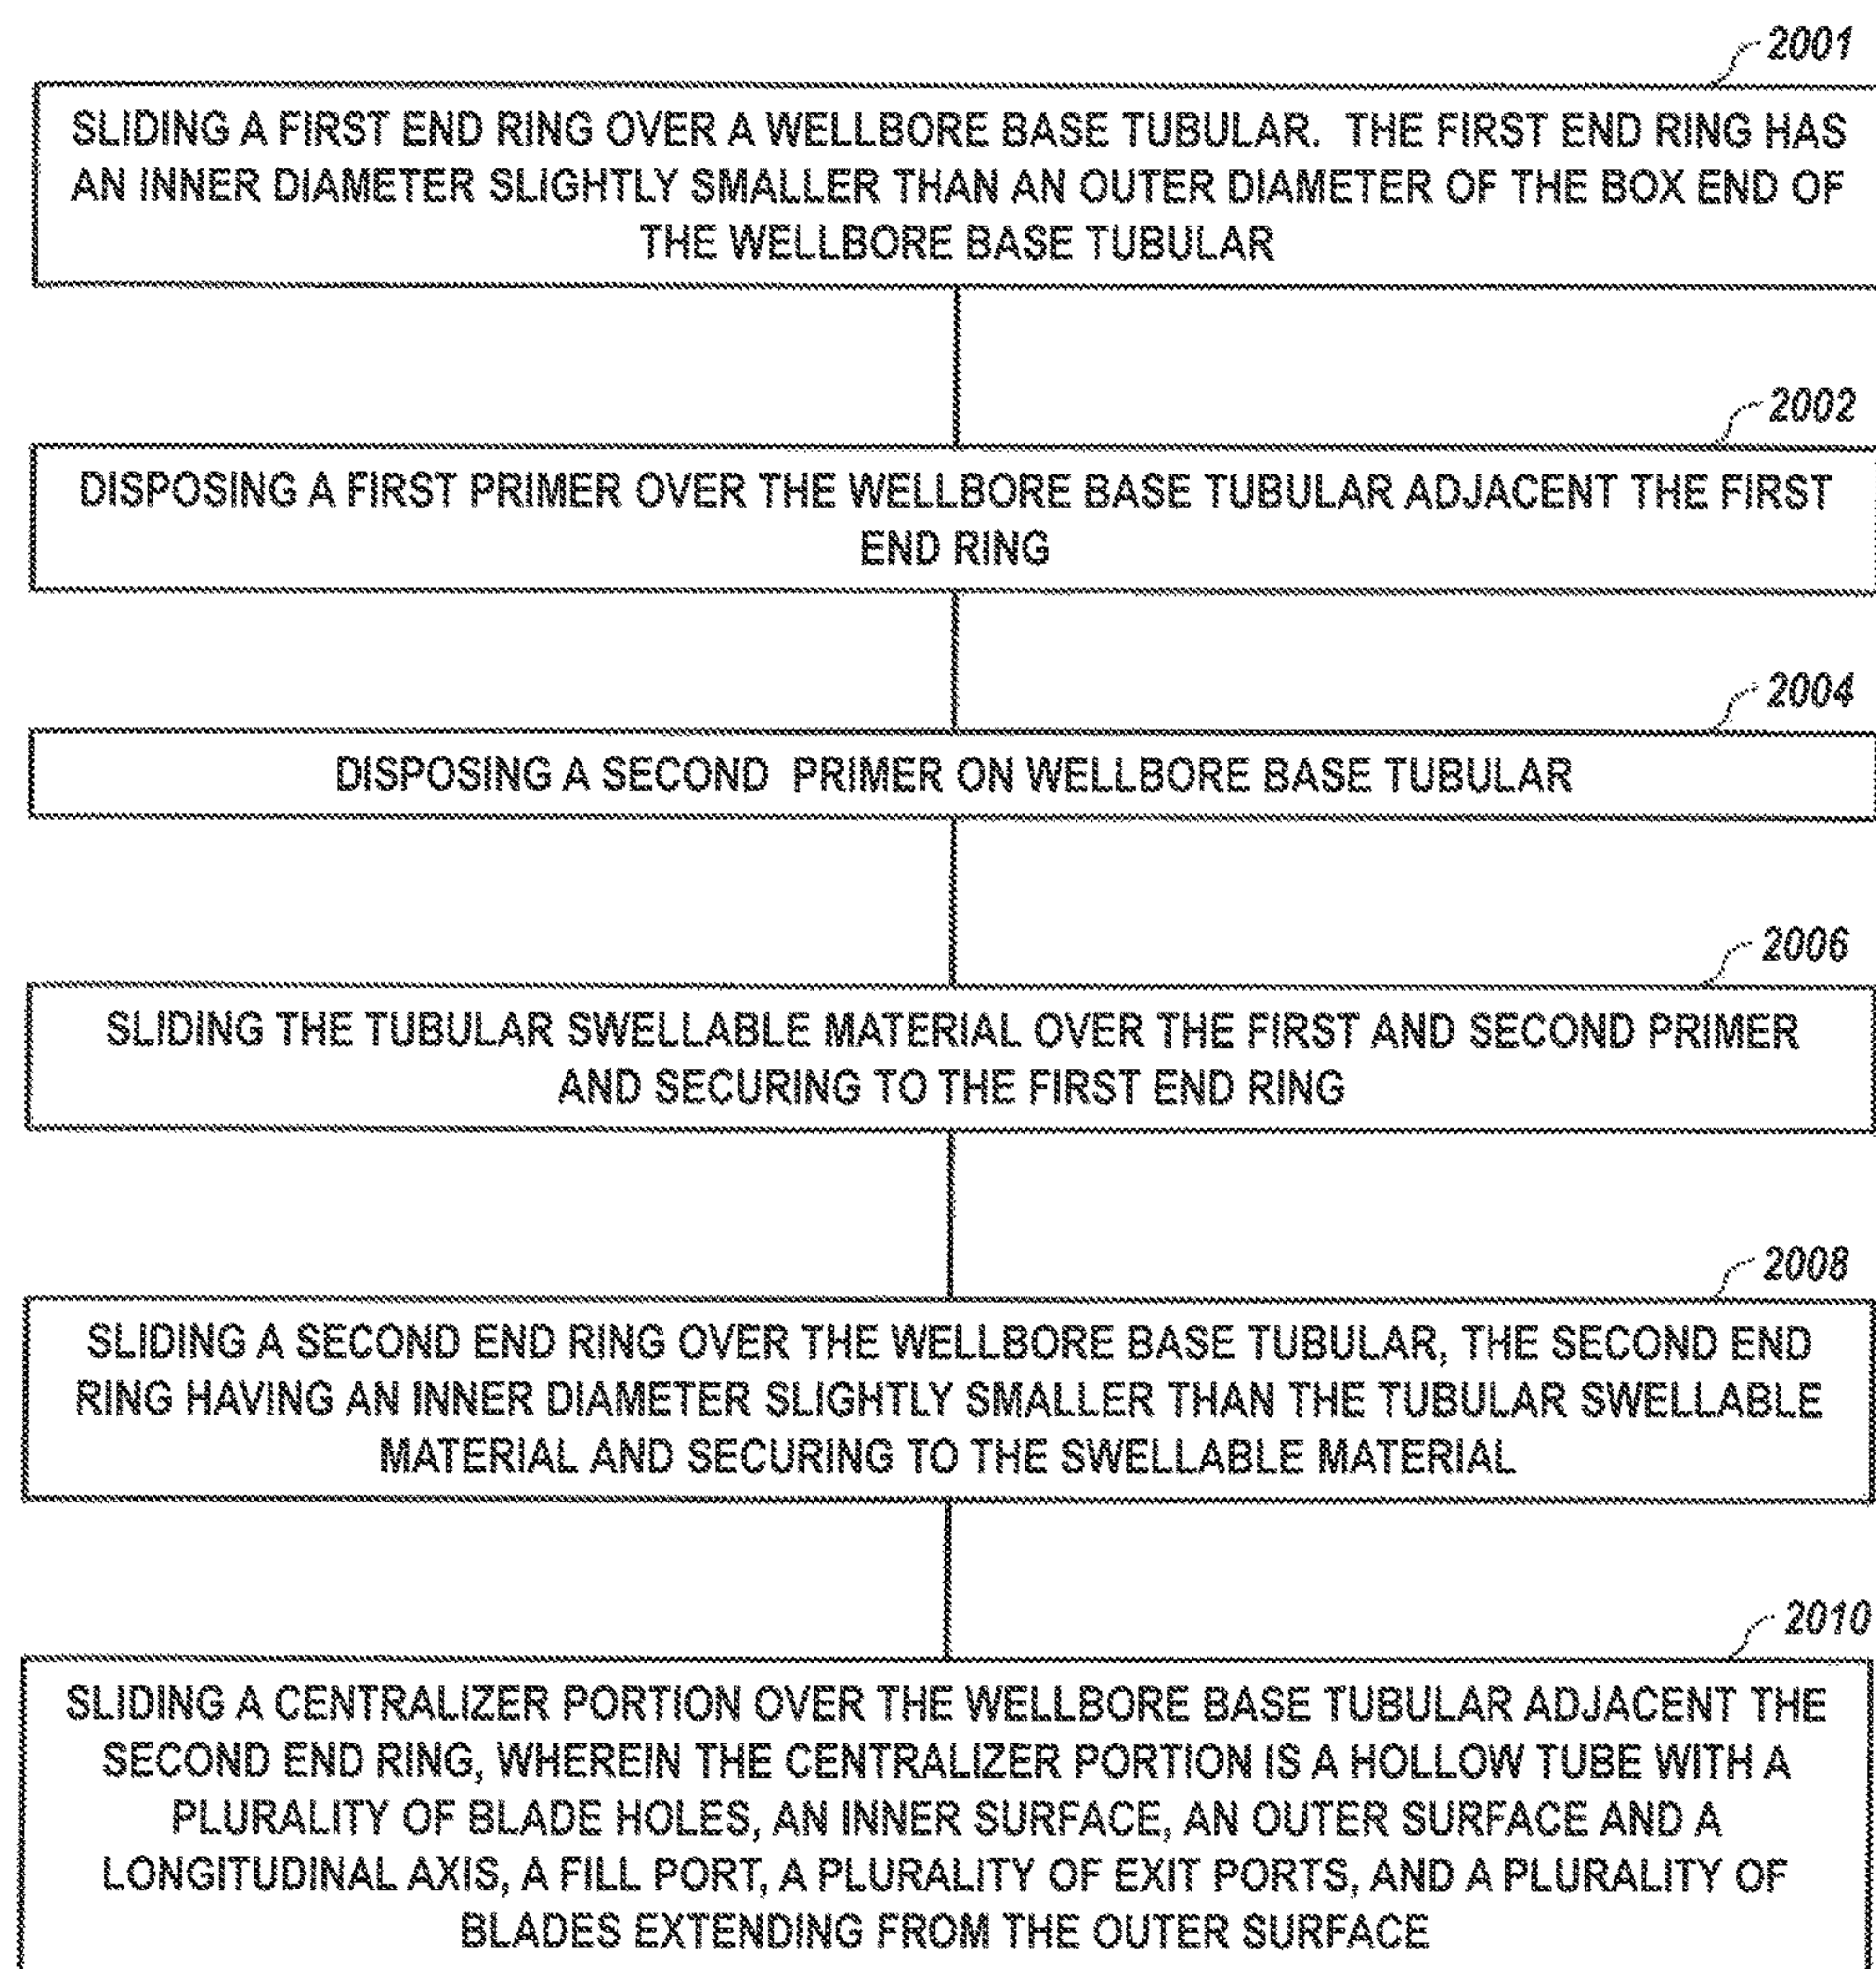 2001
SLIDING A FIRST END RING OVER A WELLBORE BASE TUBULAR. THE FIRST END RING HAS
AN INNER DIAMETER SLIGHTLY SMALLER THAN AN OUTER DIAMETER OF THE BOX END OF
THE WELLBORE BASE TUBULAR
2002
DISPOSING A FIRST PRIMER OVER THE WELLBORE BASE TUBULAR ADJACENT THE FIRST
END RING
2004
DISPOSING A SECOND PRIMER ON WELLBORE BASE TUBULAR
2006
SLIDING THE TUBULAR SWELLABLE MATERIAL OVER THE FIRST AND SECOND PRIMER
AND SECURING TO THE FIRST END RING
2008
SLIDING A SECOND END RING OVER THE WELLBORE BASE TUBULAR, THE SECOND END
RING HAVING AN INNER DIAMETER SLIGHTLY SMALLER THAN THE TUBULAR SWELLABLE
MATERIAL AND SECURING TO THE SWELLABLE MATERIAL
2010
SLIDING A CENTRALIZER PORTION OVER THE WELLBORE BASE TUBULAR ADJACENT THE
SECOND END RING, WHEREIN THE CENTRALIZER PORTION IS A HOLLOW TUBE WITH A
PLURALITY OF BLADE HOLES, AN INNER SURFACE, AN OUTER SURFACE AND A
LONGITUDINAL AXIS, A FILL PORT, A PLURALITY OF EXIT PORTS, AND A PLURALITY OF
BLADES EXTENDING FROM THE OUTER SURFACE